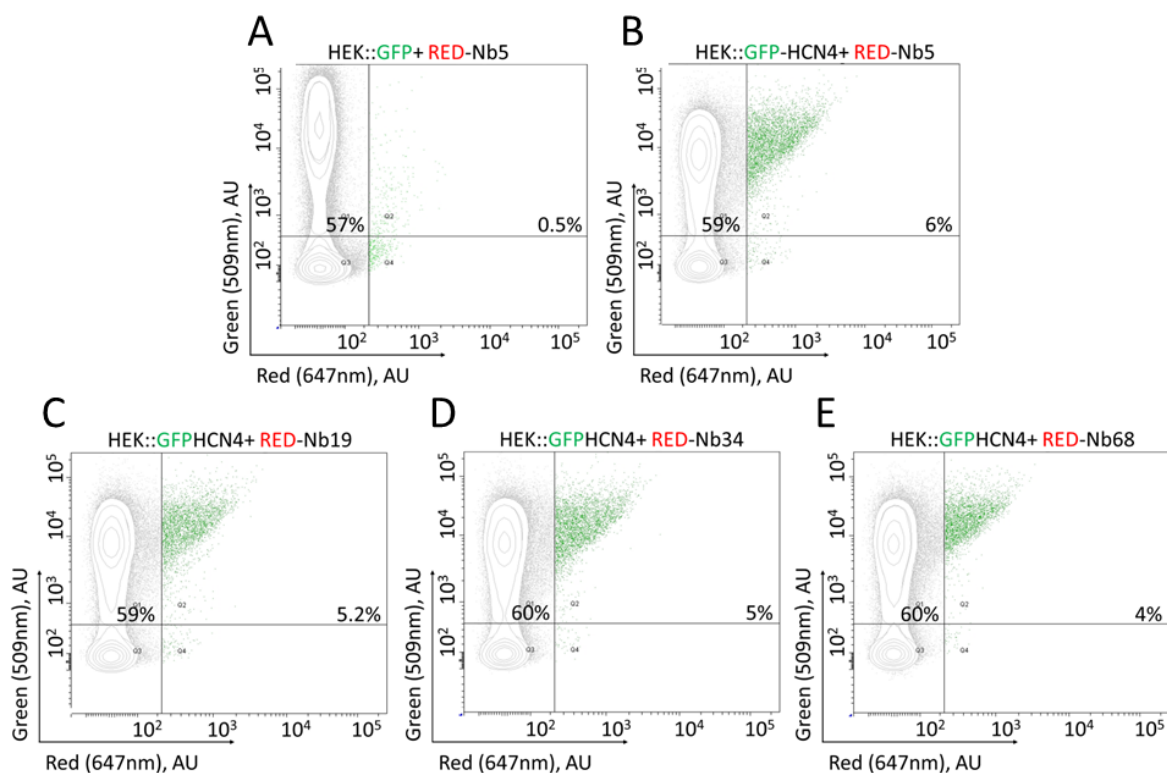 A
HEK::GFP+ RED-Nb5
10^5
10^4
10^3
10^2
Green (509nm), AU
57%
0.5%
Q1
Q2
Q3
Q4
10^2 10^3 10^4 10^5
Red (647nm), AU
B
HEK::GFP-HCN4+ RED-Nb5
10^5
10^4
10^3
10^2
Green (509nm), AU
59%
6%
Q1
Q2
Q3
Q4
10^2 10^3 10^4 10^5
Red (647nm), AU
C
HEK::GFPHCN4+ RED-Nb19
10^5
10^4
10^3
10^2
Green (509nm), AU
59%
5.2%
Q1
Q2
Q3
Q4
10^2 10^3 10^4 10^5
Red (647nm), AU
D
HEK::GFPHCN4+ RED-Nb34
10^5
10^4
10^3
10^2
Green (509nm), AU
60%
5%
Q1
Q2
Q3
Q4
10^2 10^3 10^4 10^5
Red (647nm), AU
E
HEK::GFPHCN4+ RED-Nb68
10^5
10^4
10^3
10^2
Green (509nm), AU
60%
4%
Q1
Q2
Q3
Q4
10^2 10^3 10^4 10^5
Red (647nm), AU